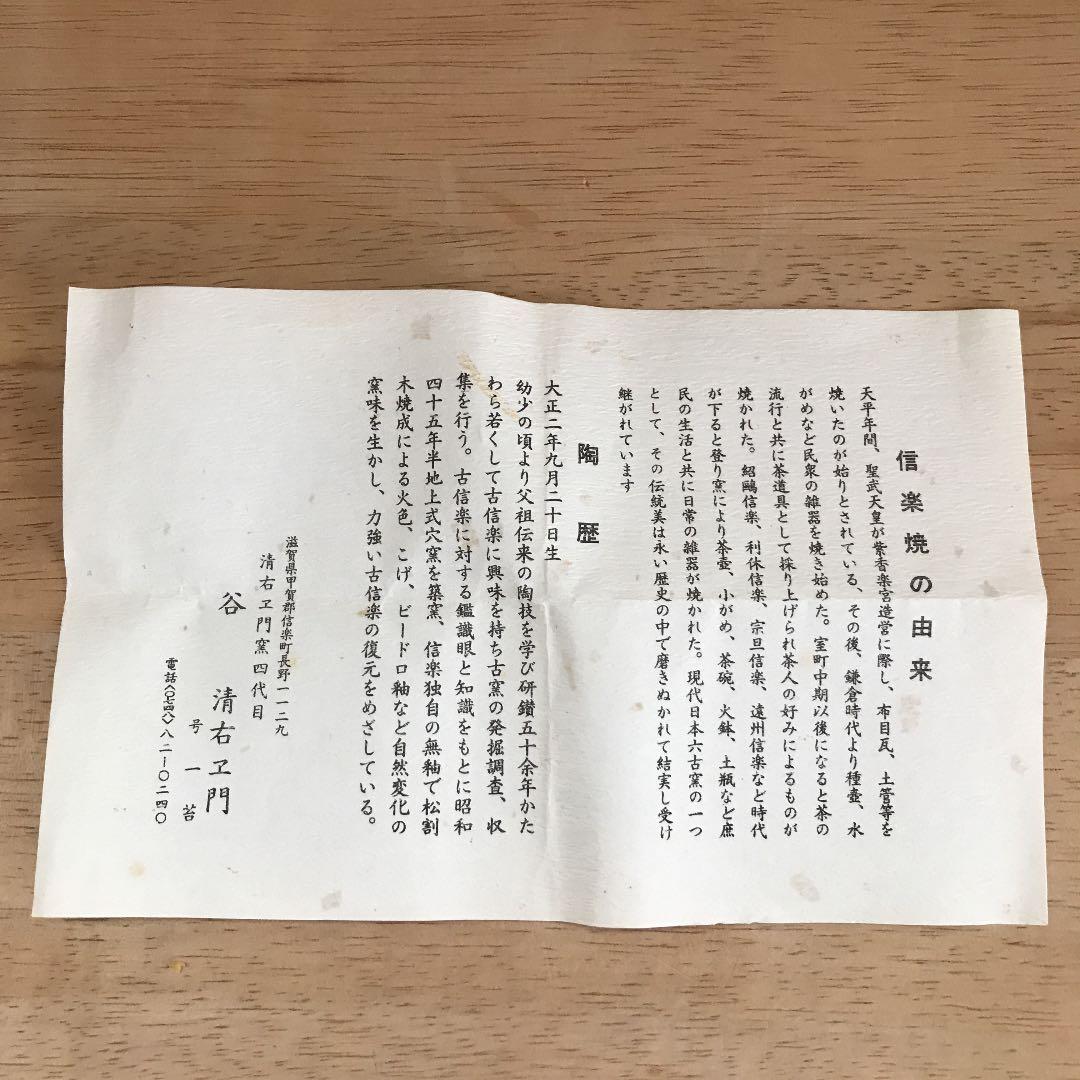 信楽焼の由来
天平年間、聖武天皇が紫香楽宮造営に際し、布目瓦、土管等を
焼いたのが始りとされている、その後、鎌倉時代より種壺、水
がめなど民衆の雑器を焼き始めた。室町中期以後になると茶の
流行と共に茶道具として採り上げられ茶人の好みによるものが
焼かれた。紹鷗信楽、利休信楽、宗旦信楽、遠州信楽など時代
が下ると登り窯により茶壺、小がめ、茶碗、火鉢、土瓶など庶
民の生活と共に日常の雑器が焼かれた。現代日本六古窯の一つ
として、その伝統美は永い歴史の中で磨きぬかれて結実し受け
継がれています
陶歴
大正二年九月二十日生
幼少の頃より父祖伝来の陶技を学び研鑚五十余年かた
わら若くして古信楽に興味を持ち古窯の発掘調査、収
集を行う。古信楽に対する鑑識眼と知識をもとに昭和
四十五年半地上式穴窯を築窯、信楽独自の無釉で松割
木焼成による火色、こげ、ビードロ釉など自然変化の
窯味を生かし、力強い古信楽の復元をめざしている。
滋賀県甲賀郡信楽町長野一一二九
清右ヱ門窯四代目
谷 清右ヱ門
号一苔
電話〈〇七四八〉八二ー〇二四〇